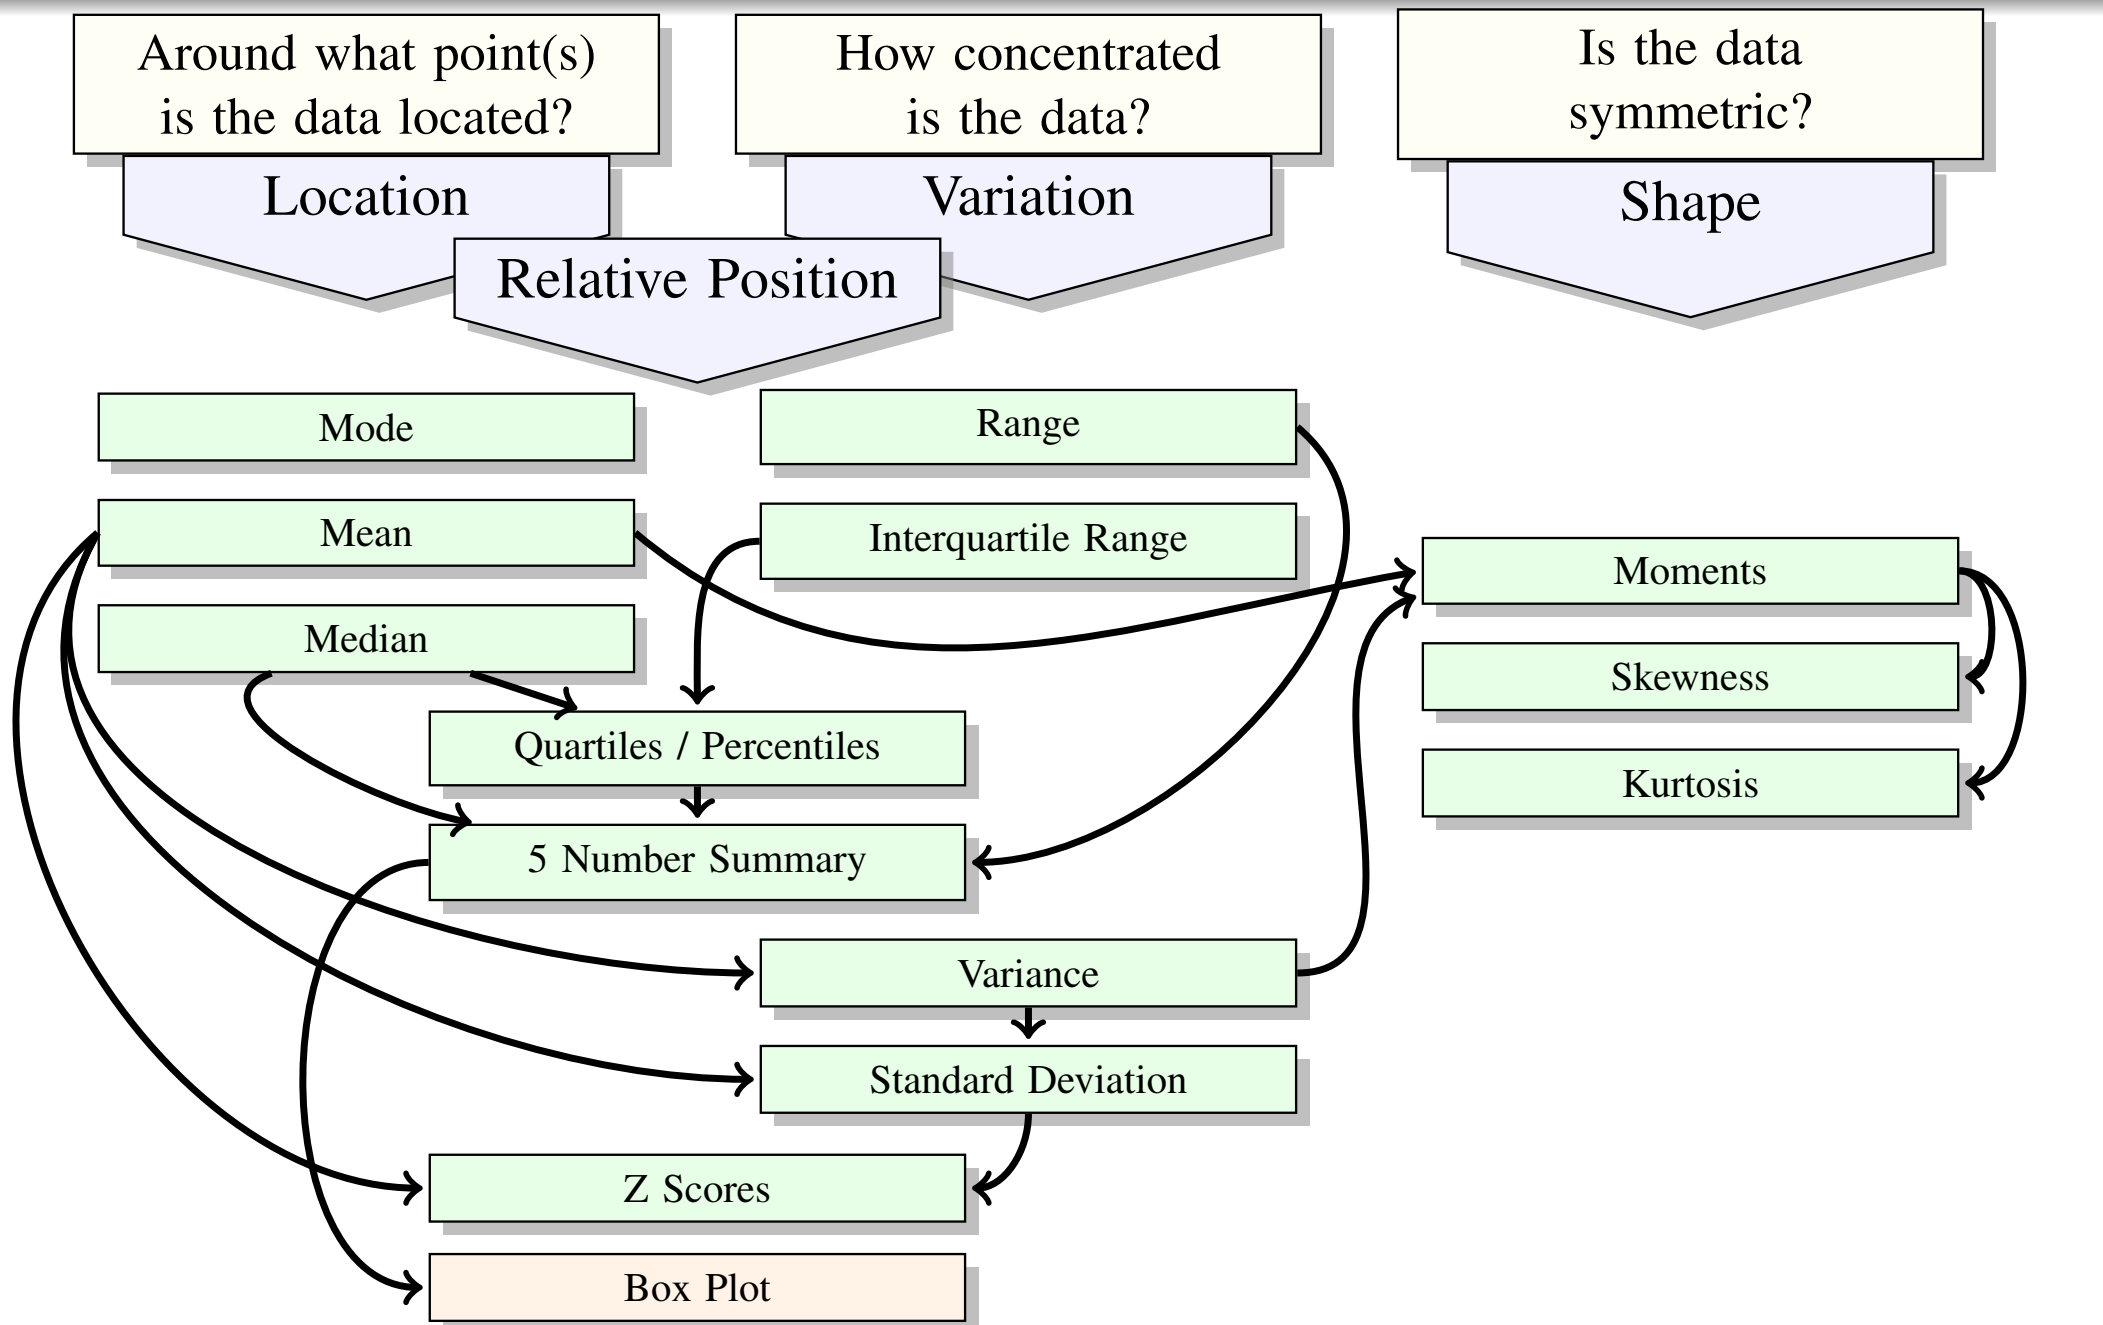 Around what point(s)
is the data located?
How concentrated
is the data?
Is the data
symmetric?
Location
Variation
Shape
Relative Position
Mode
Range
Mean
Interquartile Range
Moments
Median
Skewness
Quartiles / Percentiles
Kurtosis
5 Number Summary
Variance
Standard Deviation
Z Scores
Box Plot